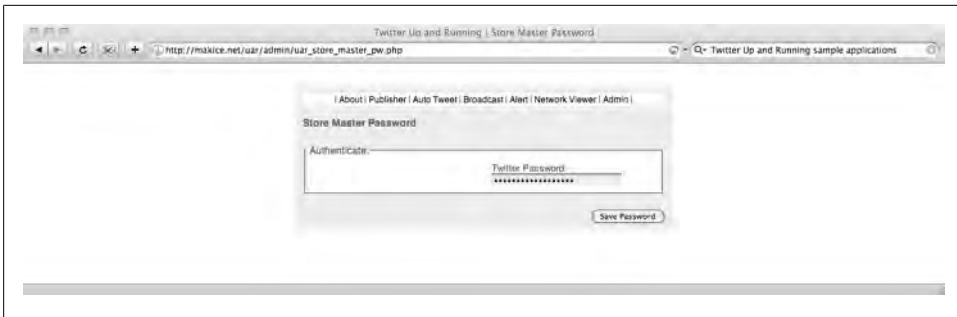 Twitter Up and Running | Store Master Password
http://makice.net/uar/admin/uar_store_master_pw.php
Twitter Up and Running sample applications
| About | Publisher | Auto Tweet | Broadcast | Alert | Network Viewer | Admin |
Store Master Password
Authenticate:
Twitter Password
••••••••••••••••••
Save Password